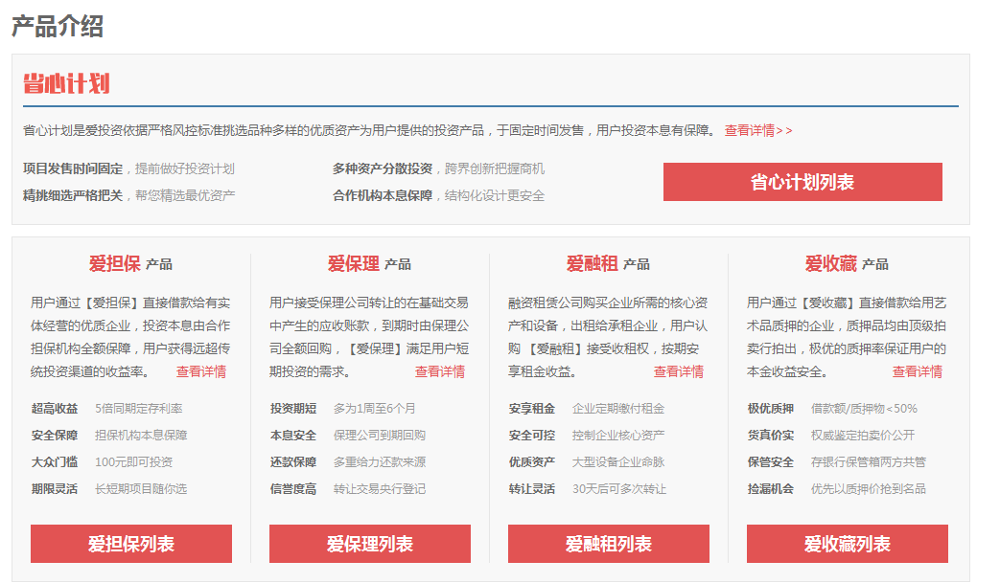 产品介绍
省心计划
省心计划是爱投资依据严格风控标准挑选品种多样的优质资产为用户提供的投资产品，于固定时间发售，用户投资本息有保障。 查看详情>>
项目发售时间固定，提前做好投资计划
多种资产分散投资，跨界创新把握商机
精挑细选严格把关，帮您精选最优资产
合作机构本息保障，结构化设计更安全
省心计划列表
爱担保 产品
用户通过【爱担保】直接借款给有实
体经营的优质企业，投资本息由合作
担保机构全额保障，用户获得远超传
统投资渠道的收益率。 查看详情
超高收益 5倍同期定存利率
安全保障 担保机构本息保障
大众门槛 100元即可投资
期限灵活 长短期项目随你选
爱担保列表
爱保理 产品
用户接受保理公司转让的在基础交易
中产生的应收账款，到期时由保理公
司全额回购，【爱保理】满足用户短
期投资的需求。 查看详情
投资期短 多为1周至6个月
本息安全 保理公司到期回购
还款保障 多重给力还款来源
信誉度高 转让交易央行登记
爱保理列表
爱融租 产品
融资租赁公司购买企业所需的核心资
产和设备，出租给承租企业，用户认
购 【爱融租】接受收租权，按期安
享租金收益。 查看详情
安享租金 企业定期缴付租金
安全可控 控制企业核心资产
优质资产 大型设备企业命脉
转让灵活 30天后可多次转让
爱融租列表
爱收藏 产品
用户通过【爱收藏】直接借款给用艺
术品质押的企业，质押品均由顶级拍
卖行拍出，极优的质押率保证用户的
本金收益安全。 查看详情
极优质押 借款额/质押物<50%
货真价实 权威鉴定拍卖价公开
保管安全 存银行保管箱两方共管
捡漏机会 优先以质押价抢到名品
爱收藏列表